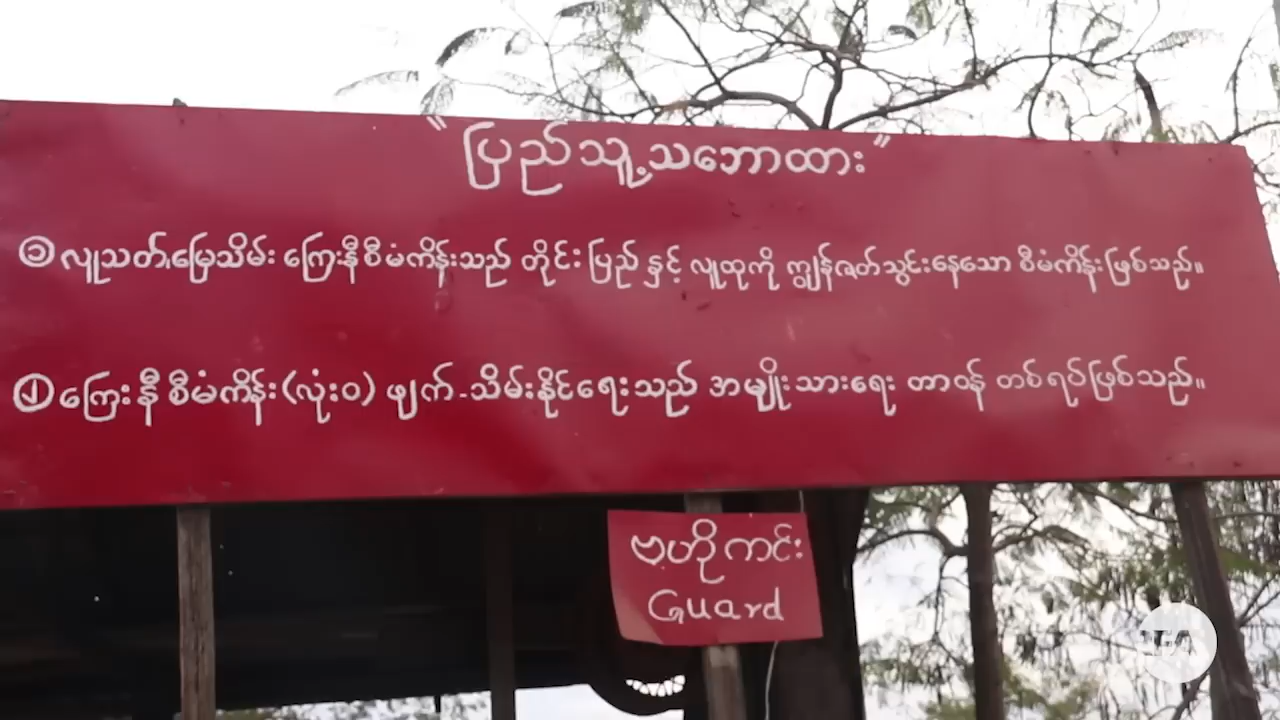 "ပြည်သူ့သဘောထား"
၁ လူသတ်မြေသိမ်း ကြေးနီစီမံကိန်းသည် တိုင်းပြည် နှင့် လူထုကို ကျွန်ဇတ်သွင်းနေသော စီမံကိန်းဖြစ်သည်။
၂ ကြေးနီ စီမံကိန်း(လုံးဝ) ဖျက်-သိမ်းနိုင်ရေးသည် အမျိုးသားရေး တာဝန် တစ်ရပ်ဖြစ်သည်။
ဗဟိုကင်း
Guard